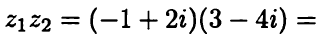 z₁z₂ = (−1 + 2i)(3 − 4i) =